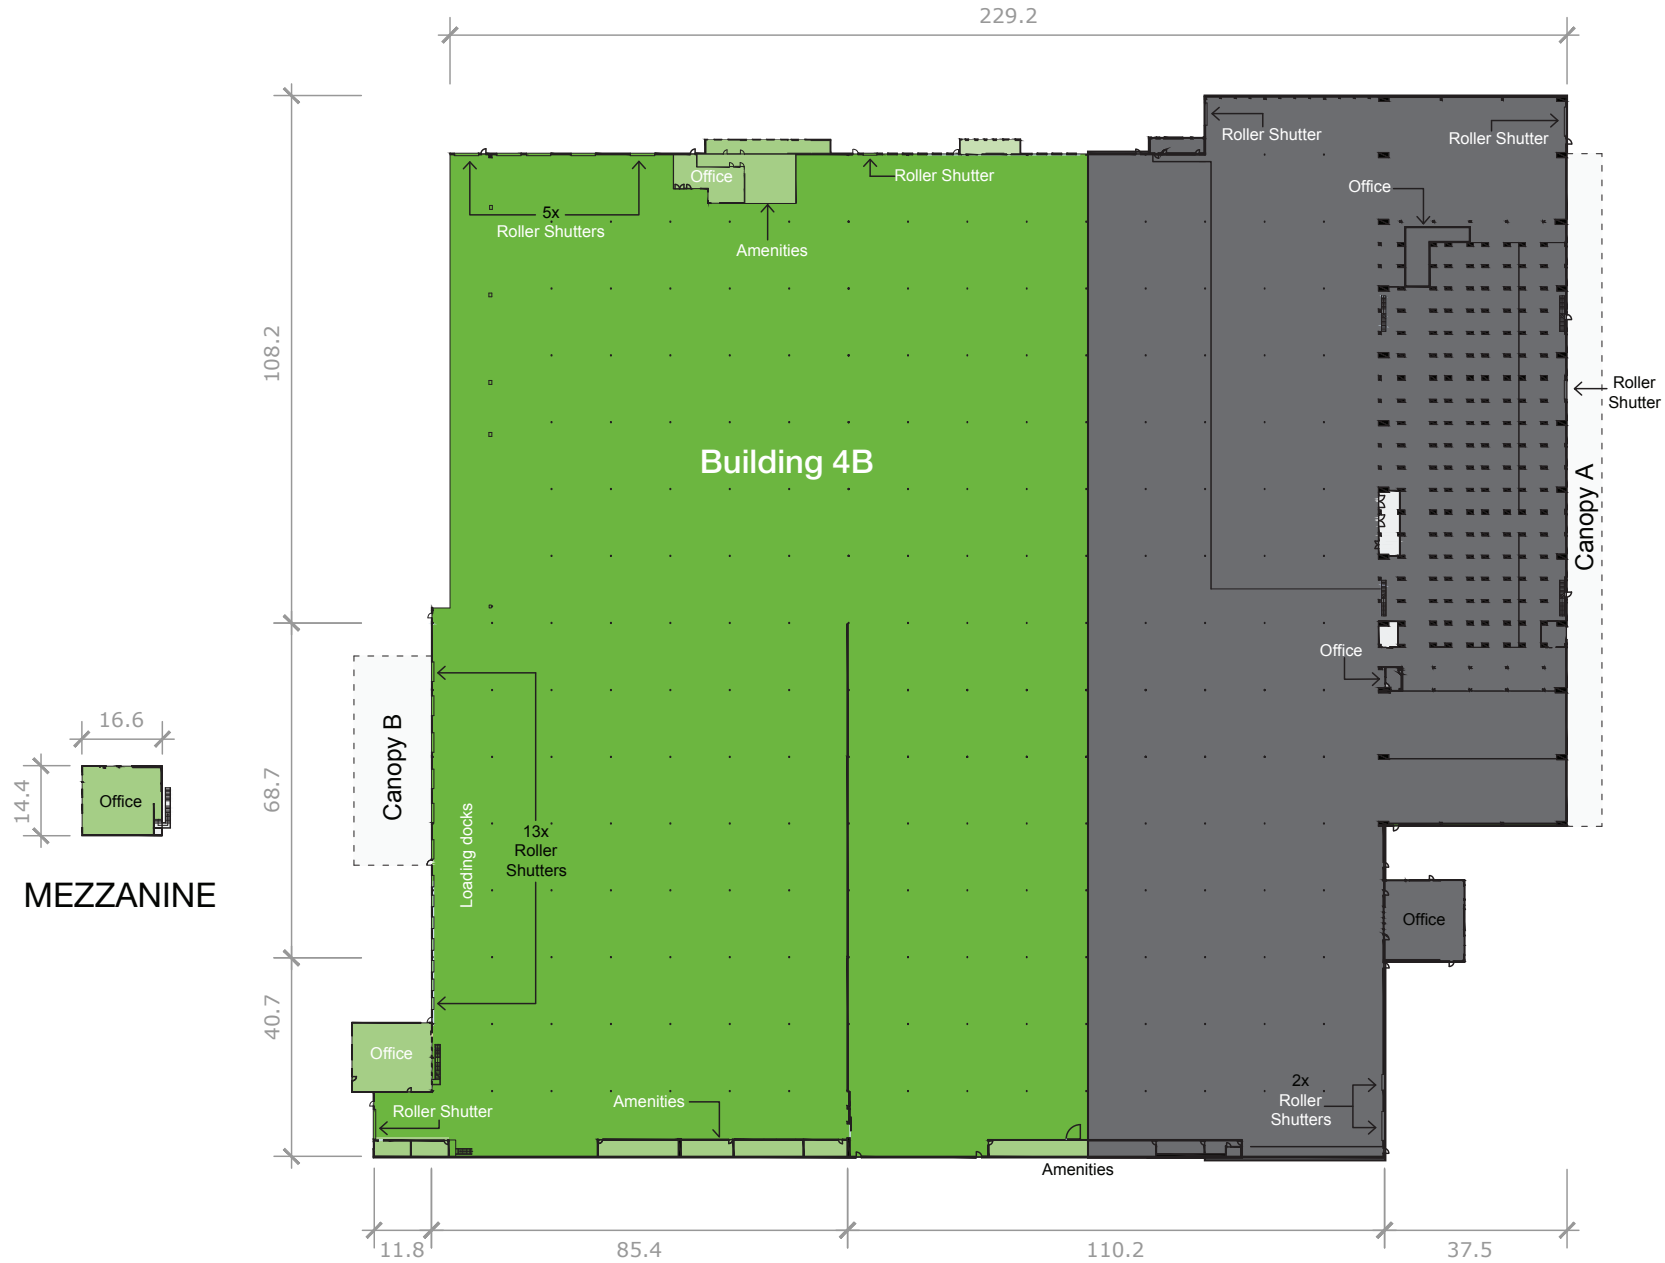 229.2
Roller Shutter
Roller Shutter
Office
Roller Shutter
Office
5x
Roller Shutters
Amenities
108.2
Roller
Shutter
Building 4B
Canopy A
Office
Canopy B
16.6
14.4
Office
68.7
Loading docks
13x
Roller
Shutters
MEZZANINE
Office
40.7
Office
2x
Roller
Shutters
Roller Shutter
Amenities
Amenities
11.8
85.4
110.2
37.5